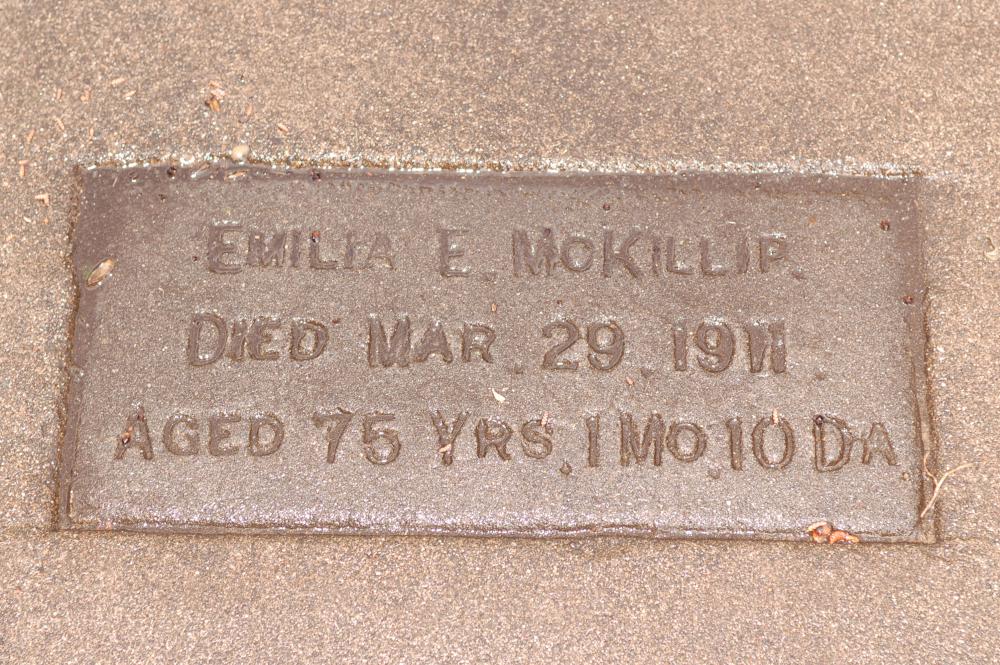 EMILIA E. MCKILLIP.
DIED MAR. 29, 1911.
AGED 75 YRS, 1 MO. 10 DA.